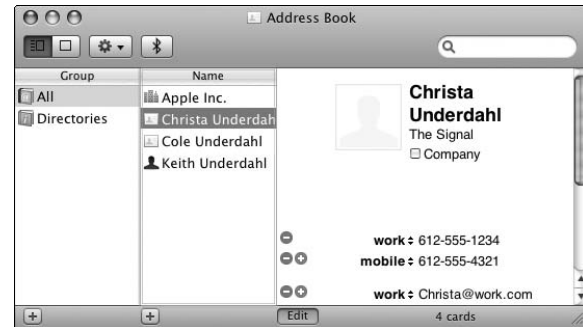 Address Book
Group
Name
All
Directories
Apple Inc.
Christa Underdah
Cole Underdahl
Keith Underdahl
Christa
Underdahl
The Signal
Company
work 612-555-1234
mobile 612-555-4321
work Christa@work.com
Edit
4 cards